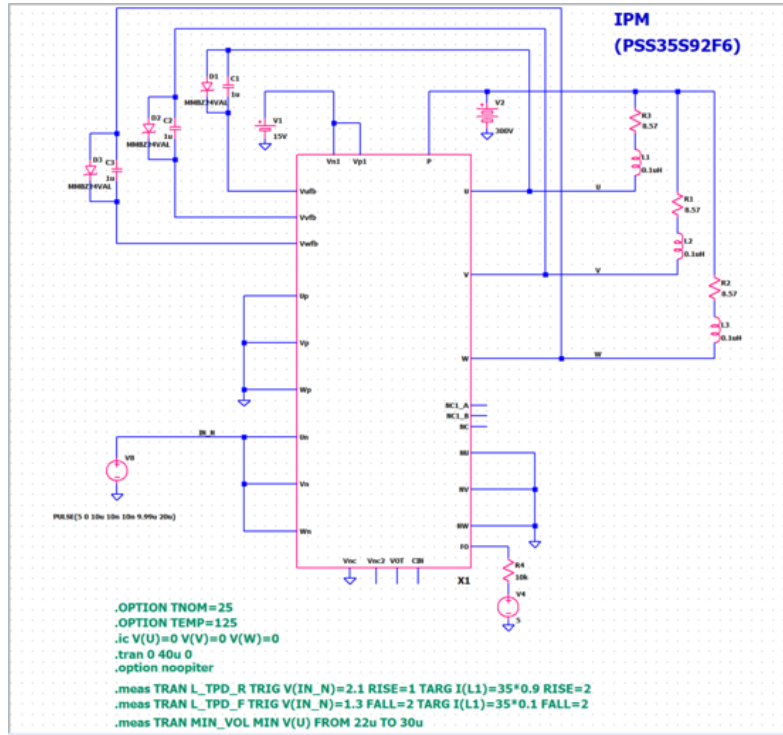 IPM
(PSS35S92F6)
D1
MMBZ24VAL
C1
1u
D2
MMBZ24VAL
C2
1u
D3
MMBZ24VAL
C3
1u
V1
15V
V2
300V
R3
8.57
L1
0.1uH
R1
8.57
L2
0.1uH
R2
8.57
L3
0.1uH
Vn1
Vp1
P
Vufb
Vvfb
Vwfb
Up
Vp
Wp
Un
Vn
Wn
U
U
V
V
W
W
NC1_A
NC1_B
NC
NU
NV
NW
FO
Vnc
Vnc2
VOT
CIN
X1
IN_N
PULSE(5 0 10u 10n 10n 9.99u 20u)
R4
10k
V4
5
.OPTION TNOM=25
.OPTION TEMP=125
.ic V(U)=0 V(V)=0 V(W)=0
.tran 0 40u 0
.option noopiter
.meas TRAN L_TPD_R TRIG V(IN_N)=2.1 RISE=1 TARG I(L1)=35*0.9 RISE=2
.meas TRAN L_TPD_F TRIG V(IN_N)=1.3 FALL=2 TARG I(L1)=35*0.1 FALL=2
.meas TRAN MIN_VOL MIN V(U) FROM 22u TO 30u